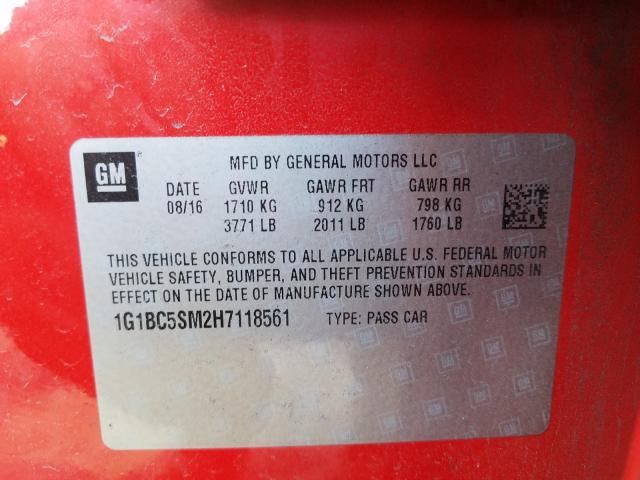 GM
MFD BY GENERAL MOTORS LLC
DATE GVWR GAWR FRT GAWR RR
08/16 1710 KG 912 KG 798 KG
3771 LB 2011 LB 1760 LB
THIS VEHICLE CONFORMS TO ALL APPLICABLE U.S. FEDERAL MOTOR
VEHICLE SAFETY, BUMPER, AND THEFT PREVENTION STANDARDS IN
EFFECT ON THE DATE OF MANUFACTURE SHOWN ABOVE.
1G1BC5SM2H7118561 TYPE: PASS CAR